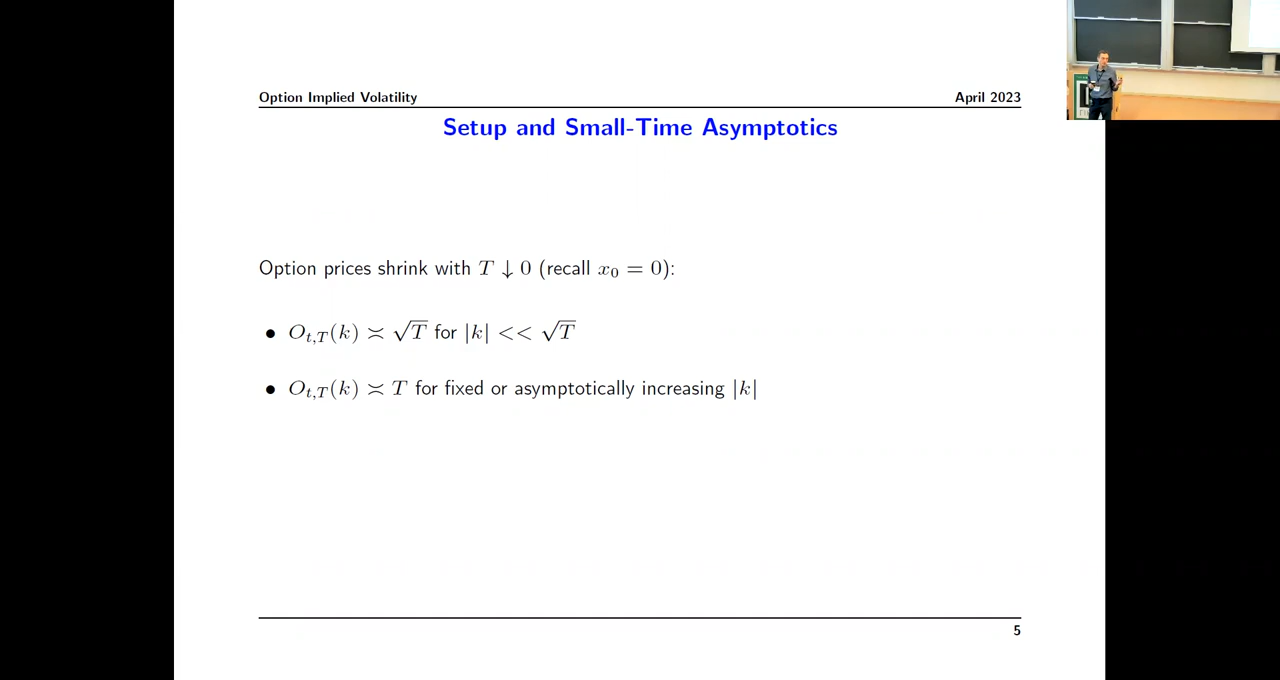 Option Implied Volatility April 2023
Setup and Small-Time Asymptotics
Option prices shrink with T ↓ 0 (recall x₀ = 0):
• O_{t,T}(k) ≍ √T for |k| << √T
• O_{t,T}(k) ≍ T for fixed or asymptotically increasing |k|
5